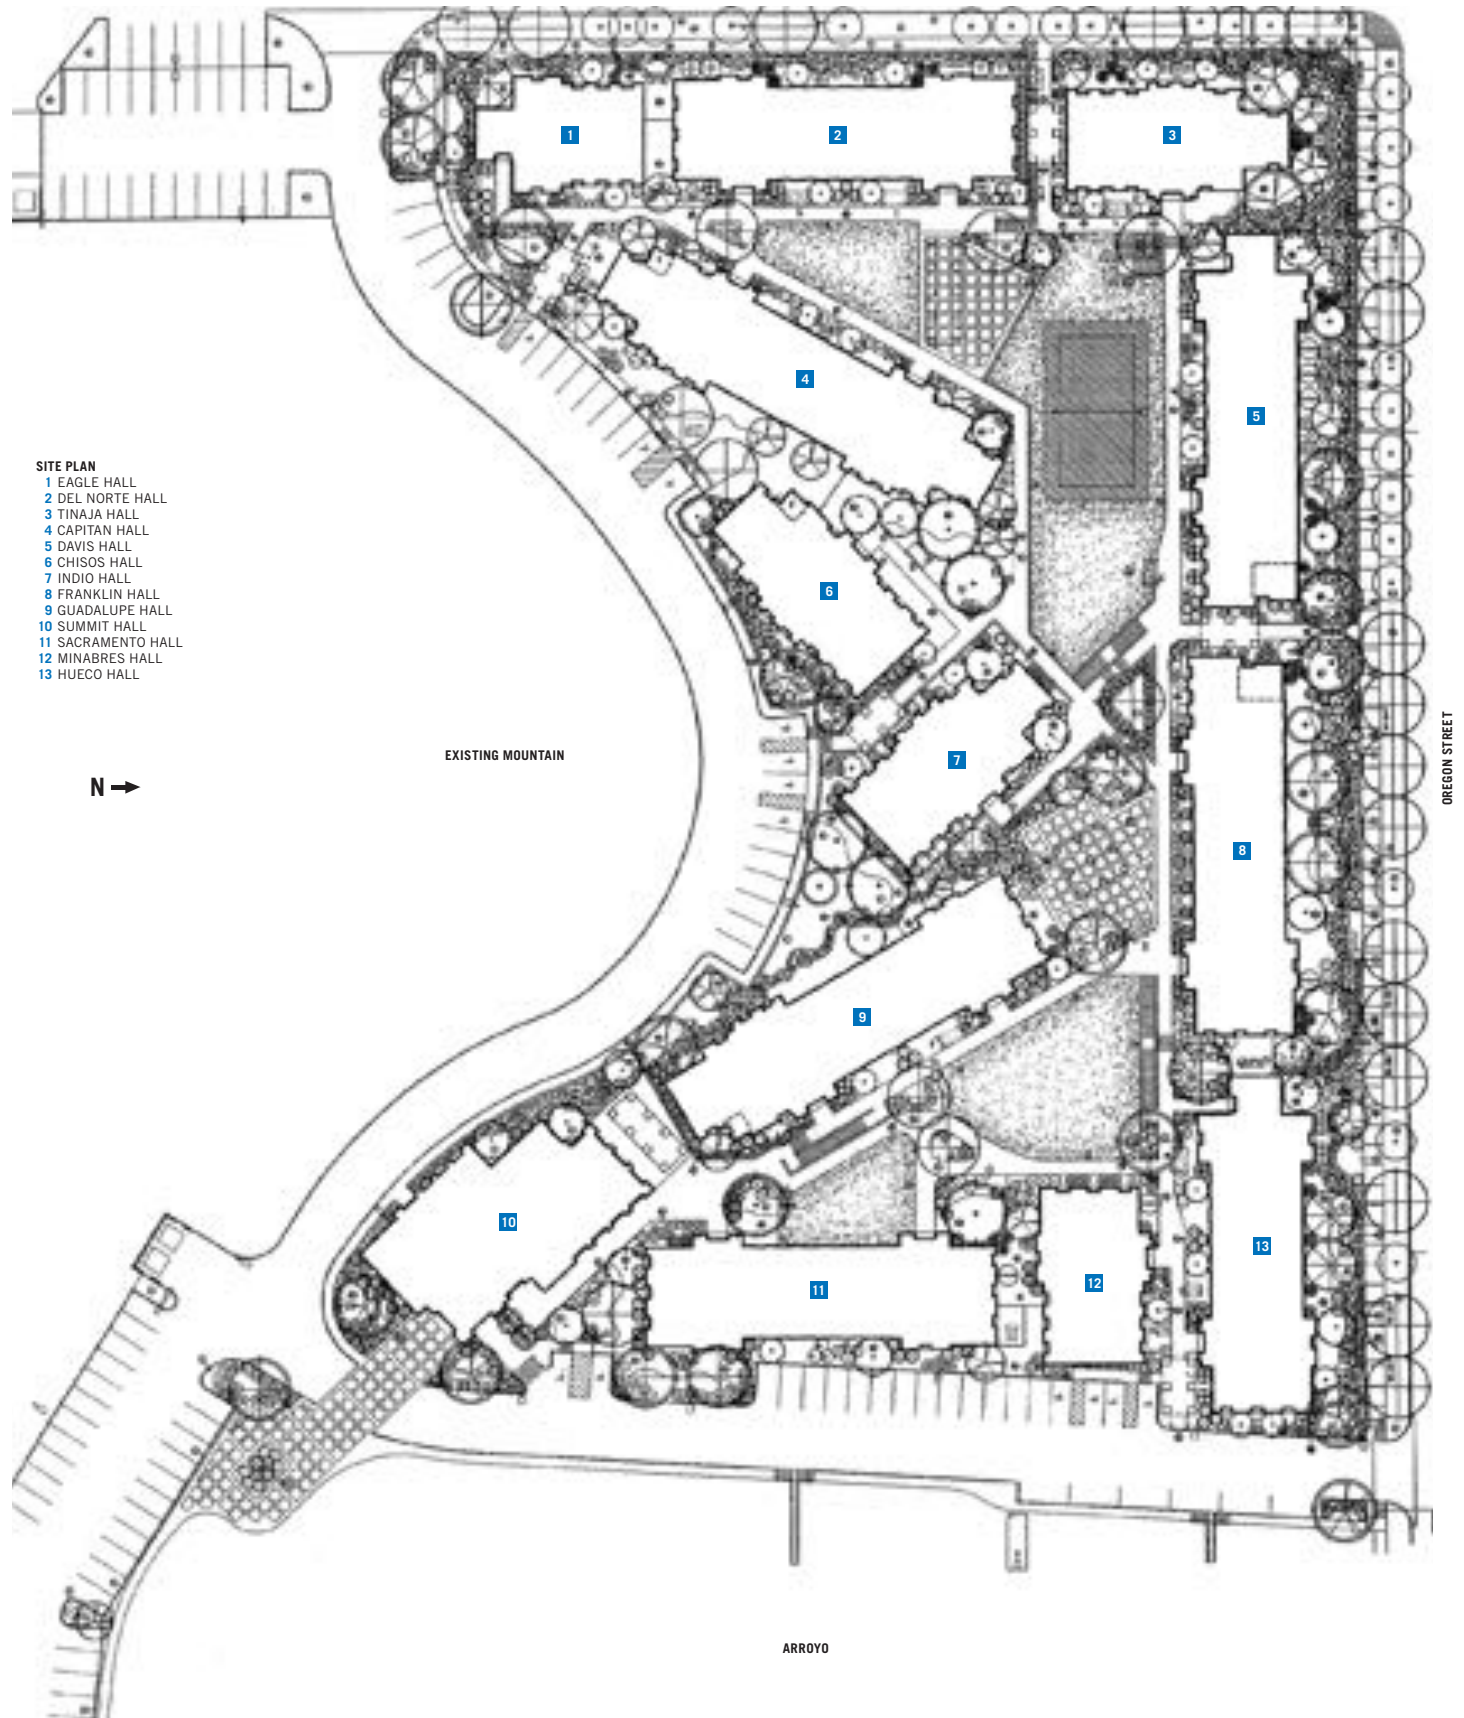 1
2
3
4
5
SITE PLAN
1 EAGLE HALL
2 DEL NORTE HALL
3 TINAJA HALL
4 CAPITAN HALL
5 DAVIS HALL
6 CHISOS HALL
7 INDIO HALL
8 FRANKLIN HALL
9 GUADALUPE HALL
10 SUMMIT HALL
11 SACRAMENTO HALL
12 MINABRES HALL
13 HUECO HALL
6
OREGON STREET
EXISTING MOUNTAIN
7
N
8
9
10
13
12
11
ARROYO